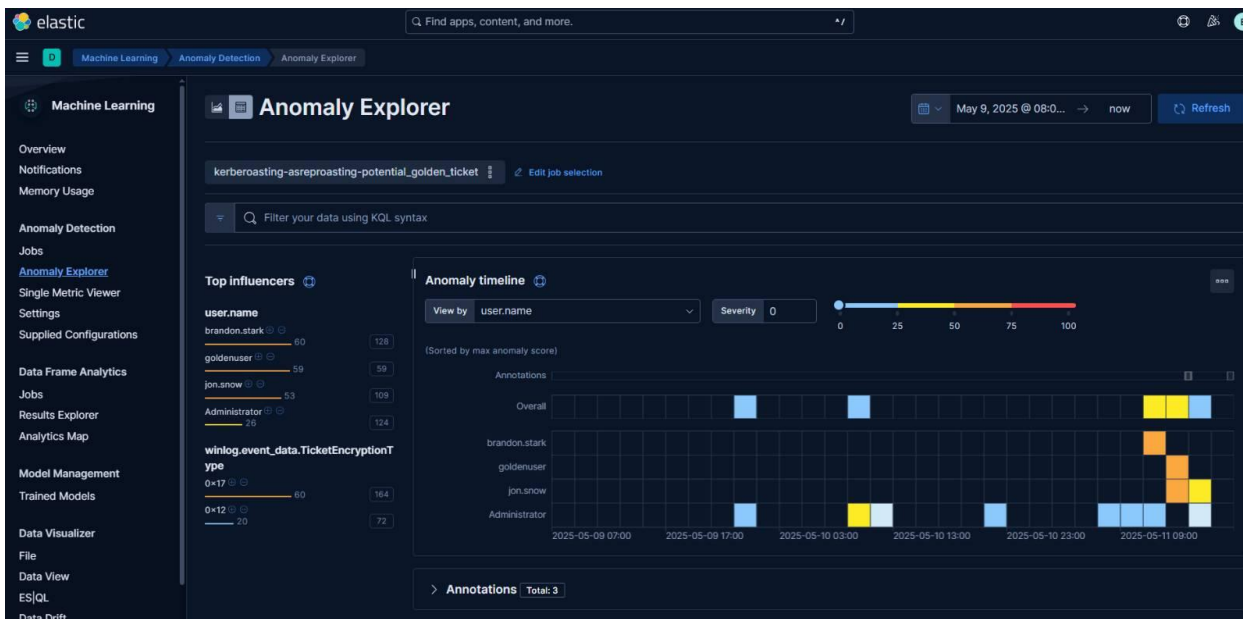 elastic
Find apps, content, and more.
^/
D
Machine Learning
Anomaly Detection
Anomaly Explorer
Machine Learning
Overview
Notifications
Memory Usage
Anomaly Detection
Jobs
Anomaly Explorer
Single Metric Viewer
Settings
Supplied Configurations
Data Frame Analytics
Jobs
Results Explorer
Analytics Map
Model Management
Trained Models
Data Visualizer
File
Data View
ES|QL
Data Drift
Anomaly Explorer
May 9, 2025 @ 08:0... → now
Refresh
kerberoasting-asreproasting-potential_golden_ticket
Edit job selection
Filter your data using KQL syntax
Top influencers
user.name
brandon.stark
60 128
goldenuser
59 59
jon.snow
53 109
Administrator
26 124
winlog.event_data.TicketEncryptionT
ype
0×17
60 164
0×12
20 72
Anomaly timeline
View by user.name
Severity 0
0 25 50 75 100
(Sorted by max anomaly score)
Annotations
Overall
brandon.stark
goldenuser
jon.snow
Administrator
2025-05-09 07:00 2025-05-09 17:00 2025-05-10 03:00 2025-05-10 13:00 2025-05-10 23:00 2025-05-11 09:00
Annotations Total: 3